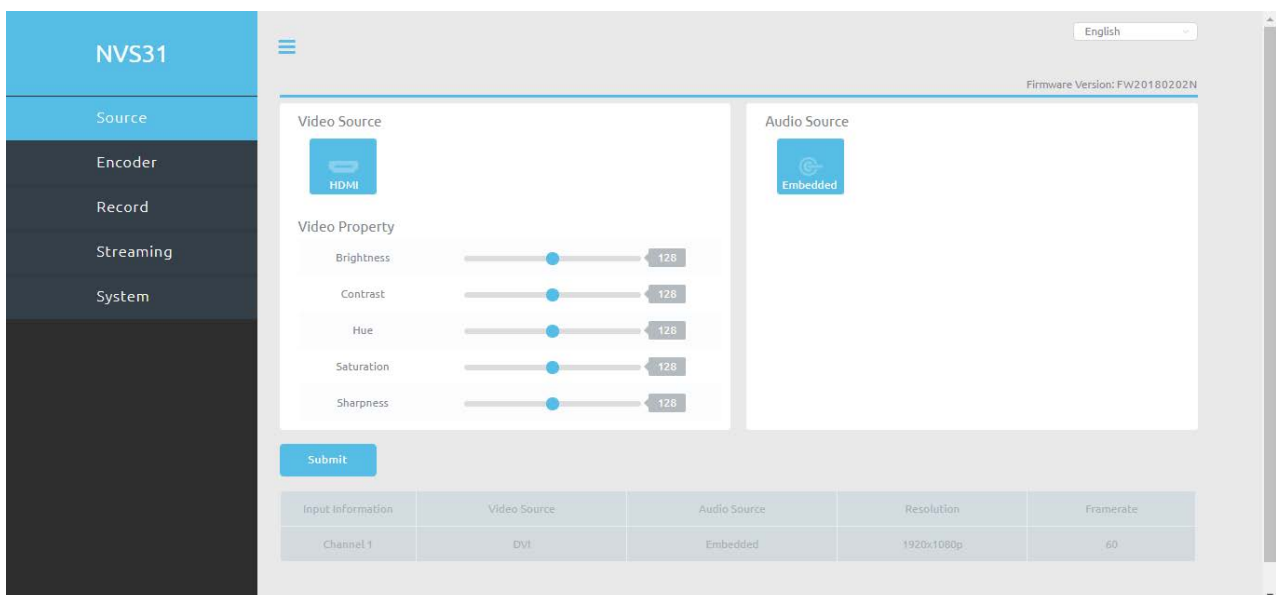 NVS31
English
Firmware Version: FW20180202N
Source
Encoder
Record
Streaming
System
Video Source
HDMI
Video Property
Brightness 128
Contrast 128
Hue 128
Saturation 128
Sharpness 128
Audio Source
Embedded
Submit
Input Information Video Source Audio Source Resolution Framerate
Channel 1 DVI Embedded 1920x1080p 60